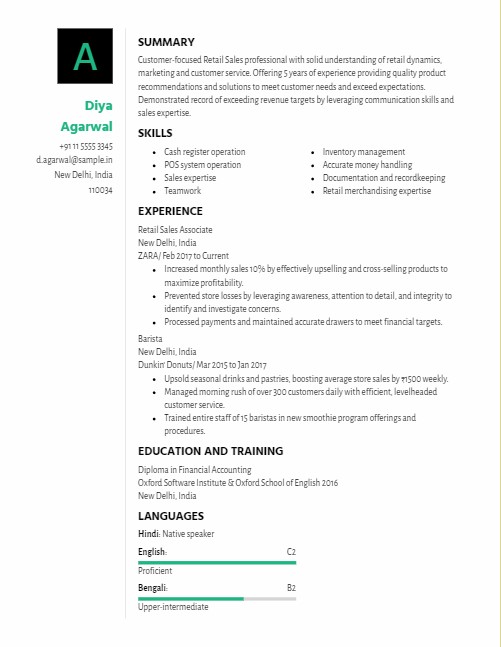 A
Diya
Agarwal
+91 11 5555 3345
d.agarwal@sample.in
New Delhi, India
110034
SUMMARY
Customer-focused Retail Sales professional with solid understanding of retail dynamics,
marketing and customer service. Offering 5 years of experience providing quality product
recommendations and solutions to meet customer needs and exceed expectations.
Demonstrated record of exceeding revenue targets by leveraging communication skills and
sales expertise.
SKILLS
• Cash register operation
• POS system operation
• Sales expertise
• Teamwork
• Inventory management
• Accurate money handling
• Documentation and recordkeeping
• Retail merchandising expertise
EXPERIENCE
Retail Sales Associate
New Delhi, India
ZARA/ Feb 2017 to Current
• Increased monthly sales 10% by effectively upselling and cross-selling products to
maximize profitability.
• Prevented store losses by leveraging awareness, attention to detail, and integrity to
identify and investigate concerns.
• Processed payments and maintained accurate drawers to meet financial targets.
Barista
New Delhi, India
Dunkin' Donuts/ Mar 2015 to Jan 2017
• Upsold seasonal drinks and pastries, boosting average store sales by ₹1500 weekly.
• Managed morning rush of over 300 customers daily with efficient, levelheaded
customer service.
• Trained entire staff of 15 baristas in new smoothie program offerings and
procedures.
EDUCATION AND TRAINING
Diploma in Financial Accounting
Oxford Software Institute & Oxford School of English 2016
New Delhi, India
LANGUAGES
Hindi: Native speaker
English: C2
Proficient
Bengali: B2
Upper-intermediate